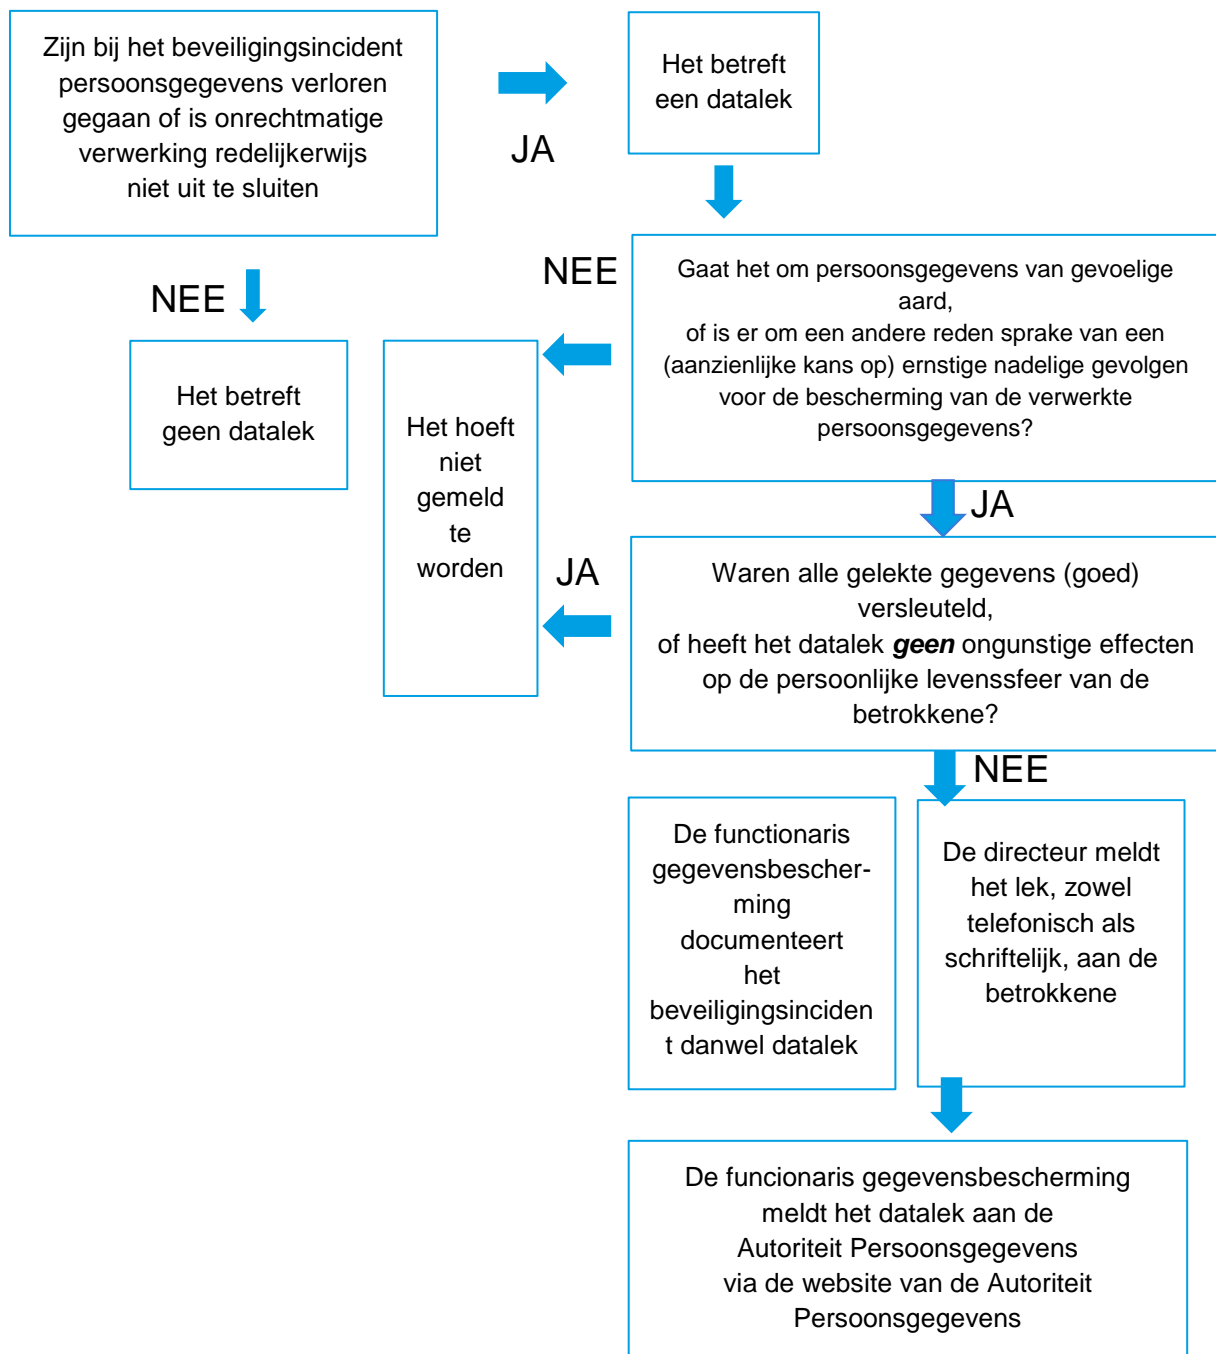 Zijn bij het beveiligingsincident
persoonsgegevens verloren
gegaan of is onrechtmatige
verwerking redelijkerwijs
niet uit te sluiten
JA
Het betreft
een datalek
NEE
Het betreft
geen datalek
NEE
Gaat het om persoonsgegevens van gevoelige
aard,
of is er om een andere reden sprake van een
(aanzienlijke kans op) ernstige nadelige gevolgen
voor de bescherming van de verwerkte
persoonsgegevens?
Het hoeft
niet
gemeld
te
worden
JA
JA
Waren alle gelekte gegevens (goed)
versleuteld,
of heeft het datalek geen ongunstige effecten
op de persoonlijke levenssfeer van de
betrokkene?
NEE
De functionaris
gegevensbescher-
ming
documenteert
het
beveiligingsinciden
t danwel datalek
De directeur meldt
het lek, zowel
telefonisch als
schriftelijk, aan de
betrokkene
De funcionaris gegevensbescherming
meldt het datalek aan de
Autoriteit Persoonsgegevens
via de website van de Autoriteit
Persoonsgegevens